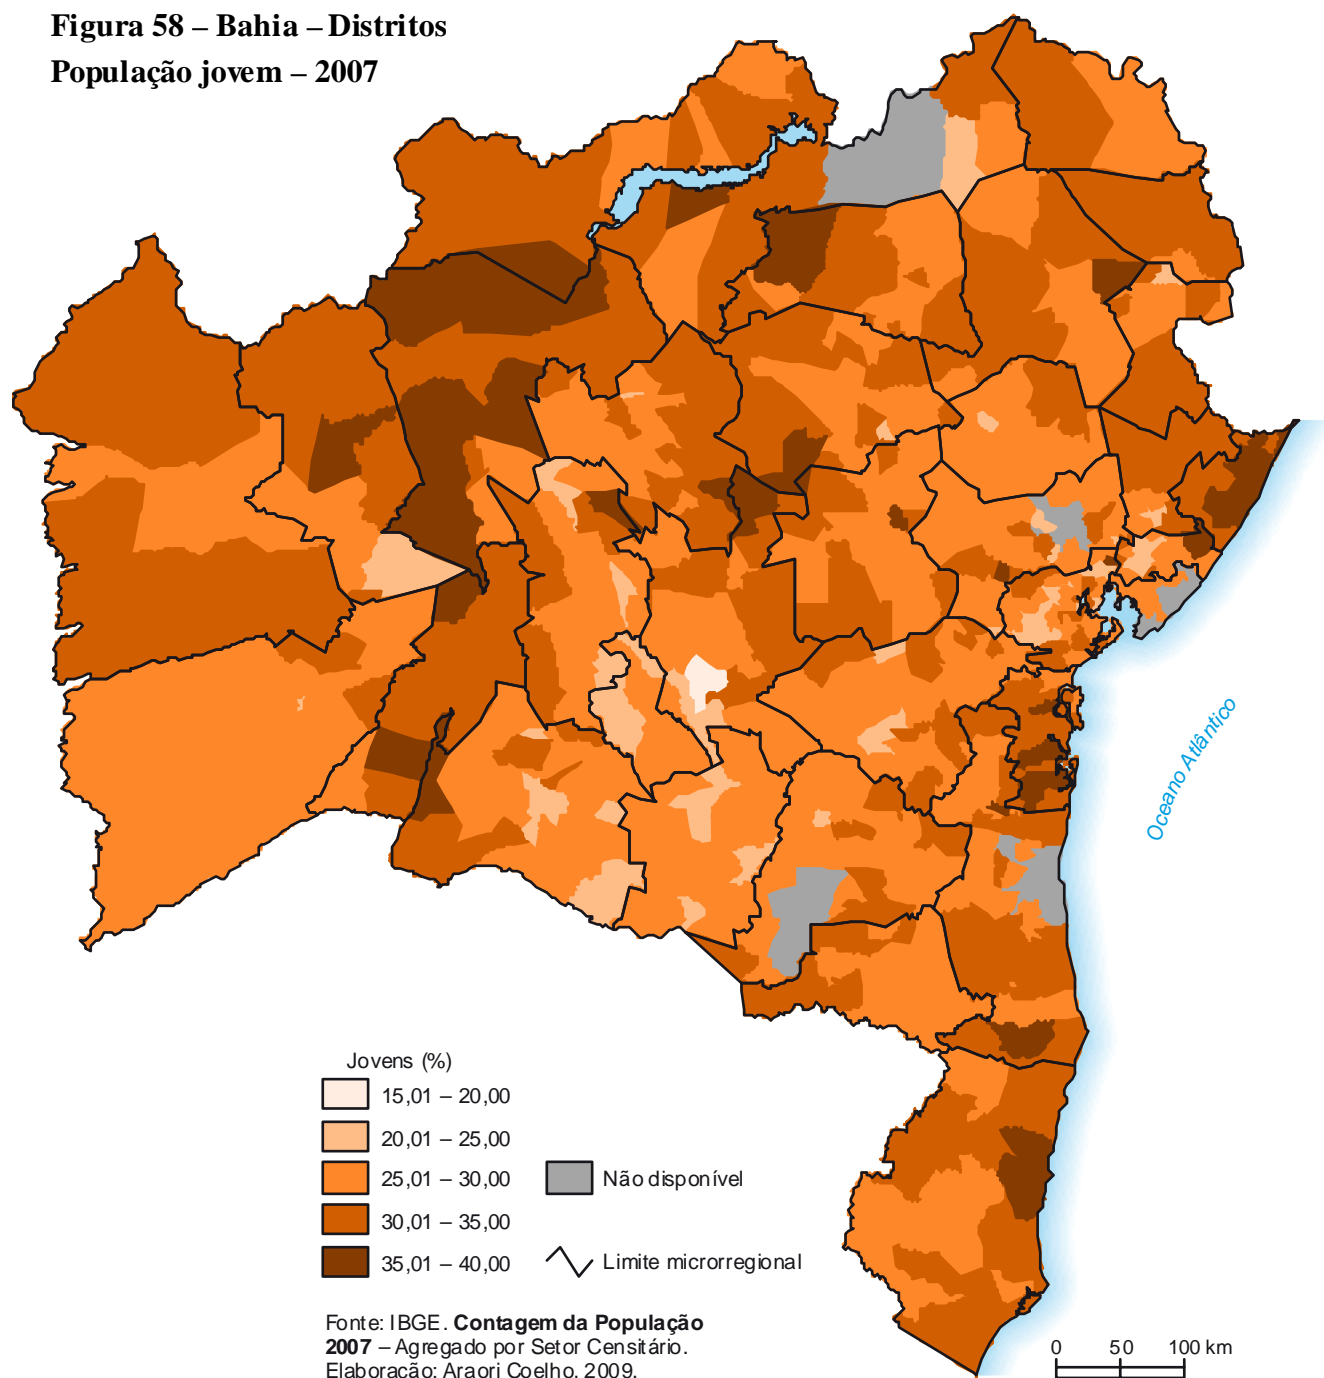 Figura 58 – Bahia – Distritos
População jovem – 2007
Oceano Atlântico
Jovens (%)
15,01 – 20,00
20,01 – 25,00
25,01 – 30,00
30,01 – 35,00
35,01 – 40,00
Não disponível
Limite microrregional
Fonte: IBGE. Contagem da População
2007 – Agregado por Setor Censitário.
Elaboração: Araori Coelho, 2009.
0 50 100 km